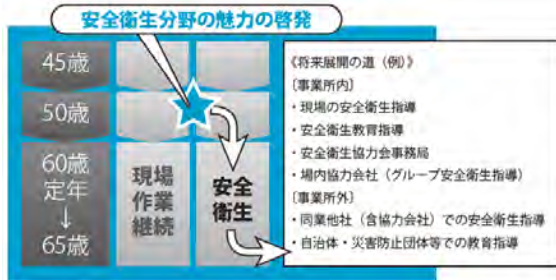 安全衛生分野の魅力の啓発
45歳
50歳
60歳
定年
↓
65歳
現場
作業
継続
安全
衛生
《将来展開の道（例）》
〔事業所内〕
・現場の安全衛生指導
・安全衛生教育指導
・安全衛生協力会事務局
・場内協力会社（グループ安全衛生指導）
〔事業所外〕
・同業他社（含協力会社）での安全衛生指導
・自治体・災害防止団体等での教育指導